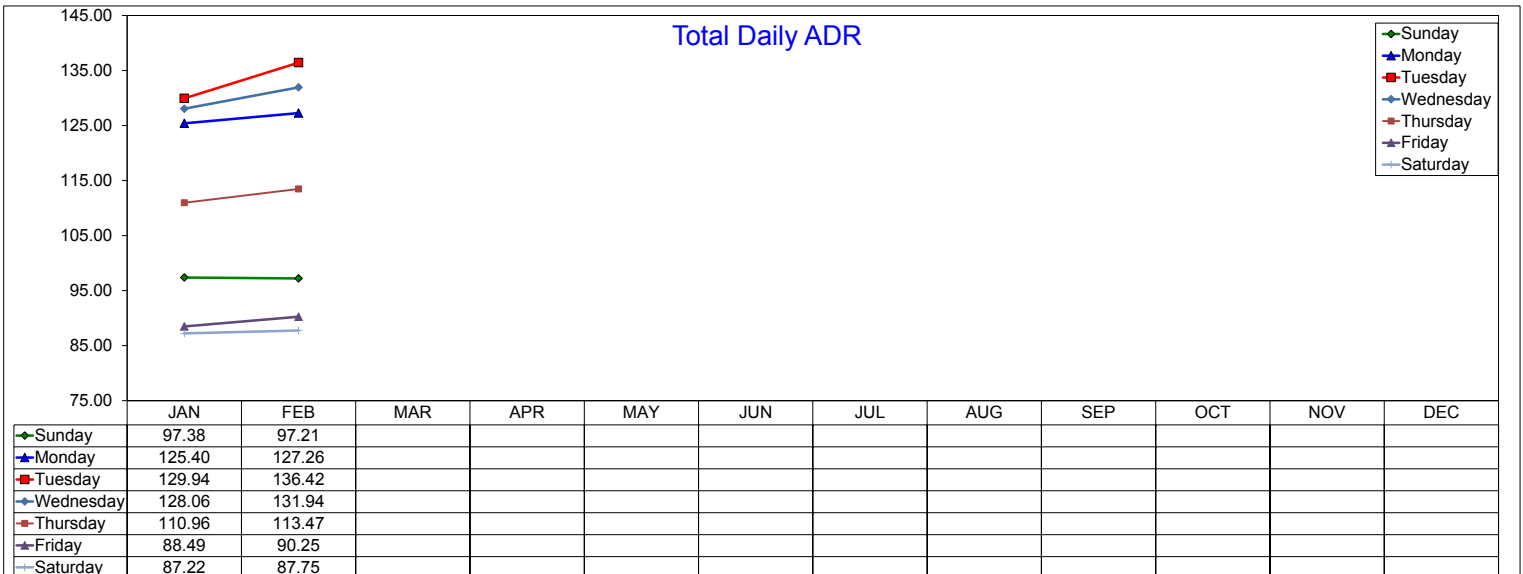 Total Daily ADR
145.00
135.00
125.00
115.00
105.00
95.00
85.00
75.00
Sunday
Monday
Tuesday
Wednesday
Thursday
Friday
Saturday
JAN FEB MAR APR MAY JUN JUL AUG SEP OCT NOV DEC
Sunday 97.38 97.21
Monday 125.40 127.26
Tuesday 129.94 136.42
Wednesday 128.06 131.94
Thursday 110.96 113.47
Friday 88.49 90.25
Saturday 87.22 87.75